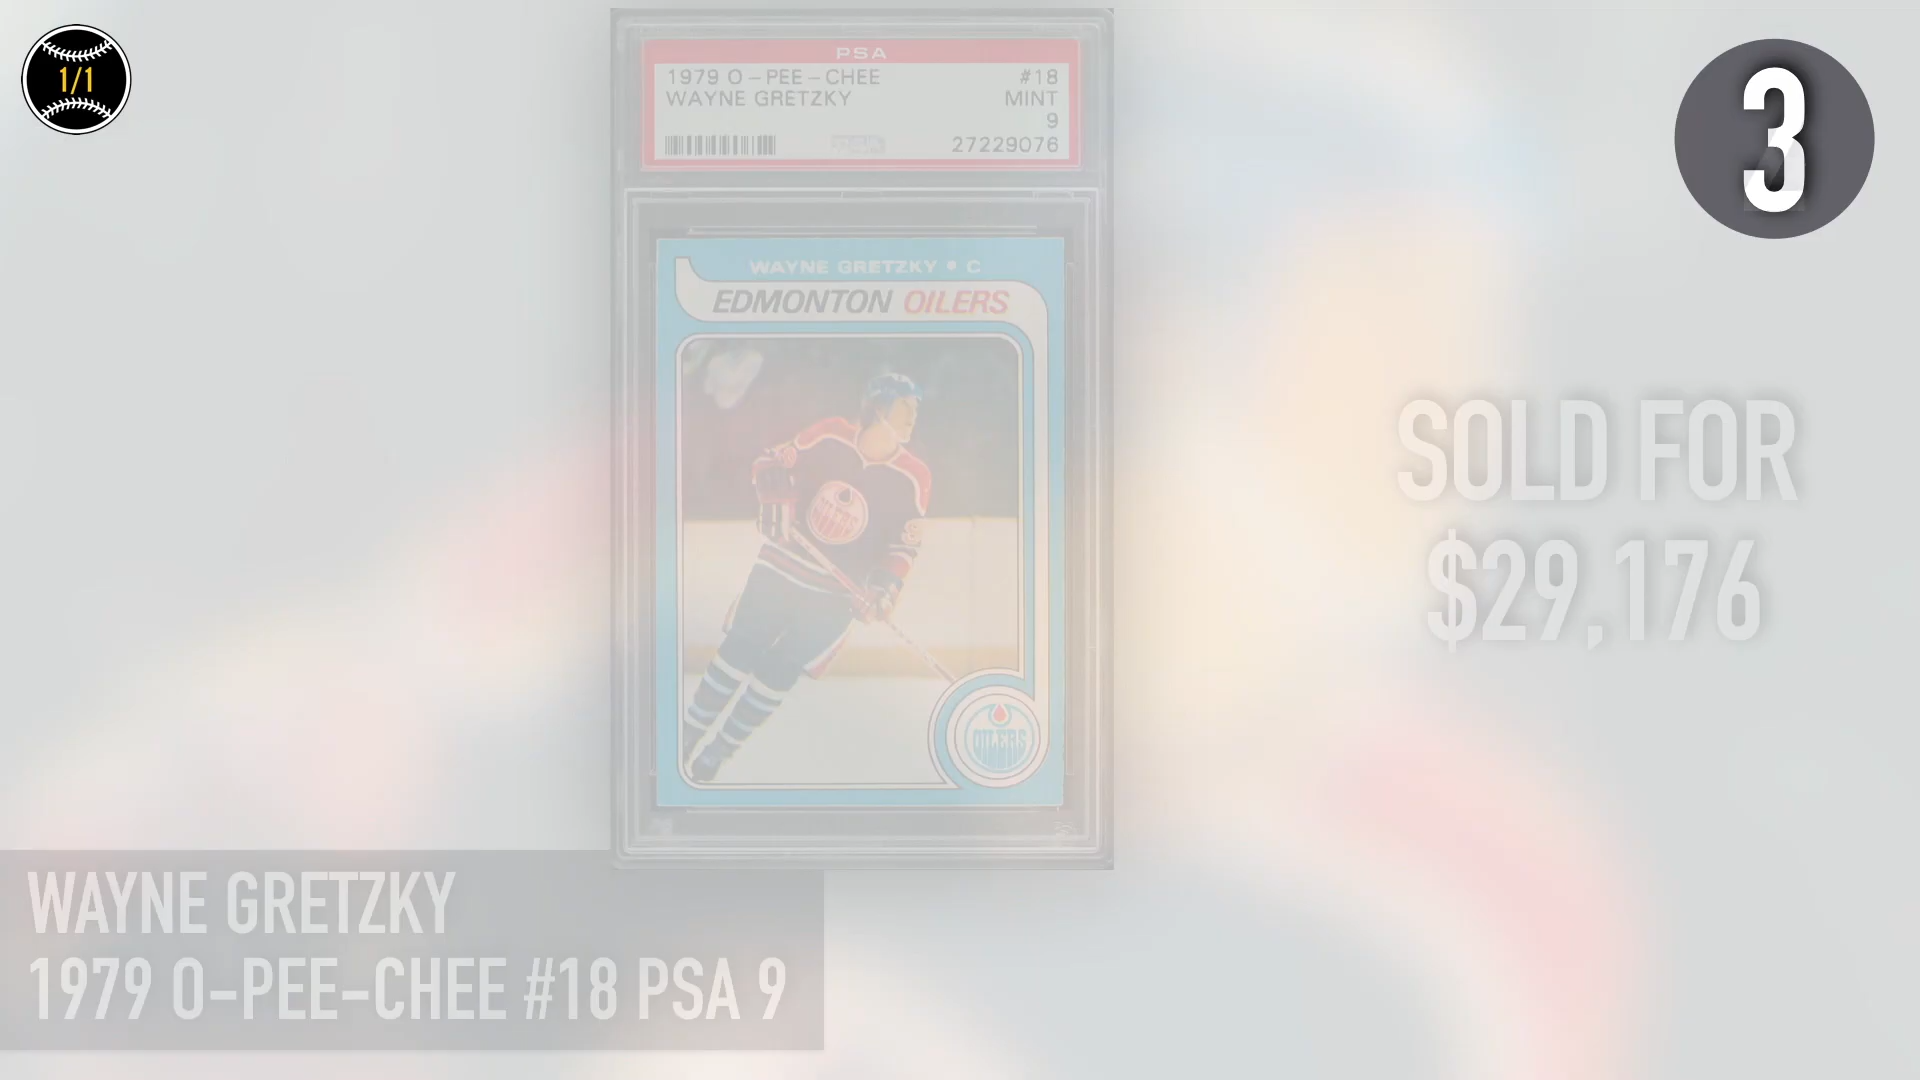 1/1
PSA
1979 O-PEE-CHEE #18
WAYNE GRETZKY MINT
9
27229076
WAYNE GRETZKY • C
EDMONTON OILERS
OILERS
OILERS
3
SOLD FOR
$29,176
WAYNE GRETZKY
1979 O-PEE-CHEE #18 PSA 9